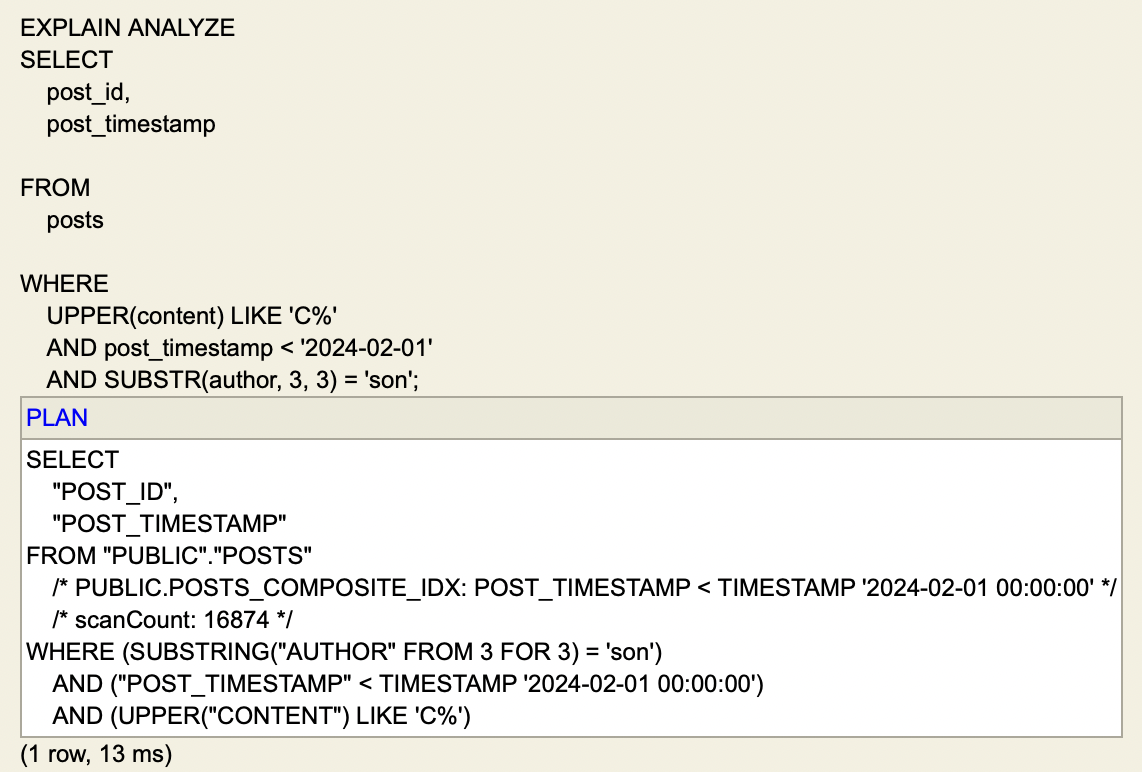 EXPLAIN ANALYZE
SELECT
post_id,
post_timestamp
FROM
posts
WHERE
UPPER(content) LIKE 'C%'
AND post_timestamp < '2024-02-01'
AND SUBSTR(author, 3, 3) = 'son';
PLAN
SELECT
"POST_ID",
"POST_TIMESTAMP"
FROM "PUBLIC"."POSTS"
/* PUBLIC.POSTS_COMPOSITE_IDX: POST_TIMESTAMP < TIMESTAMP '2024-02-01 00:00:00' */
/* scanCount: 16874 */
WHERE (SUBSTRING("AUTHOR" FROM 3 FOR 3) = 'son')
AND ("POST_TIMESTAMP" < TIMESTAMP '2024-02-01 00:00:00')
AND (UPPER("CONTENT") LIKE 'C%')
(1 row, 13 ms)